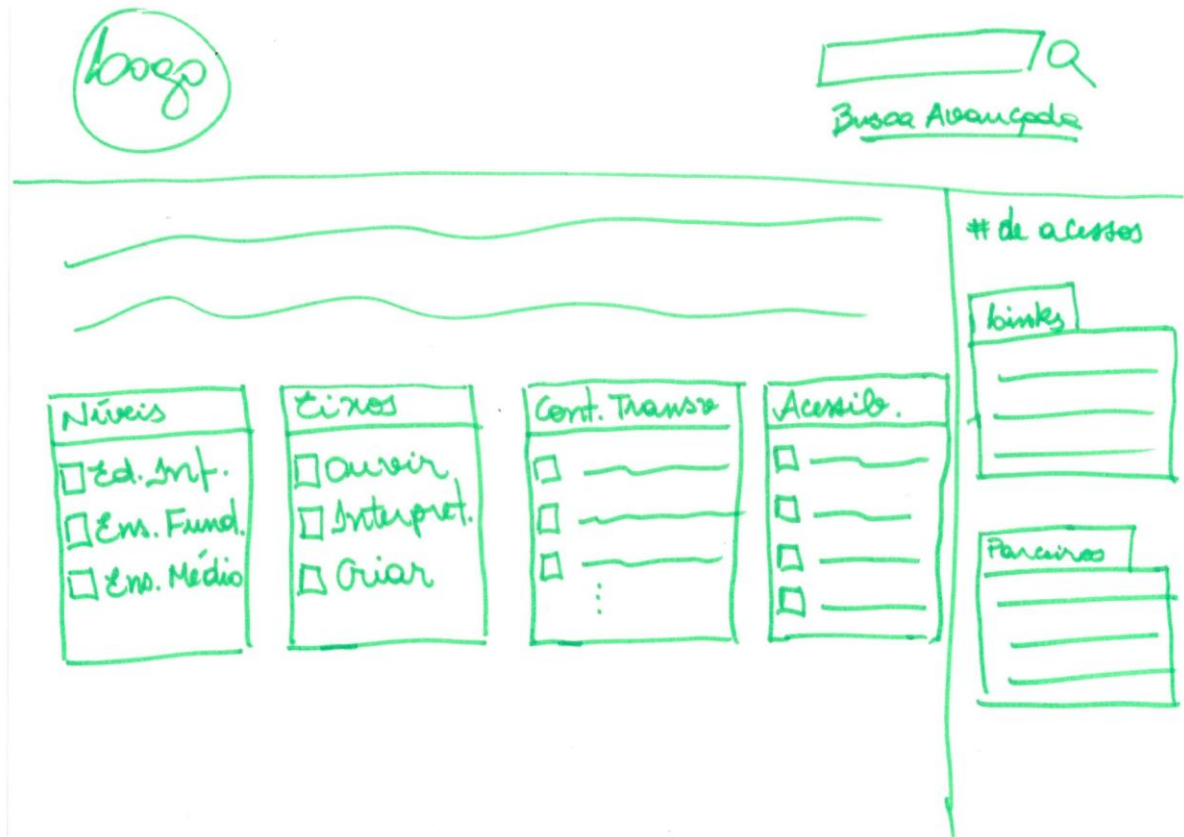 Logo
Busca Avançada
# de acessos
Links
Níveis
Ed. Inf.
Ens. Fund.
Ens. Médio
Eixos
Ouvir
Interpret.
Criar
Cont. Transv
Acessib.
Parceiros